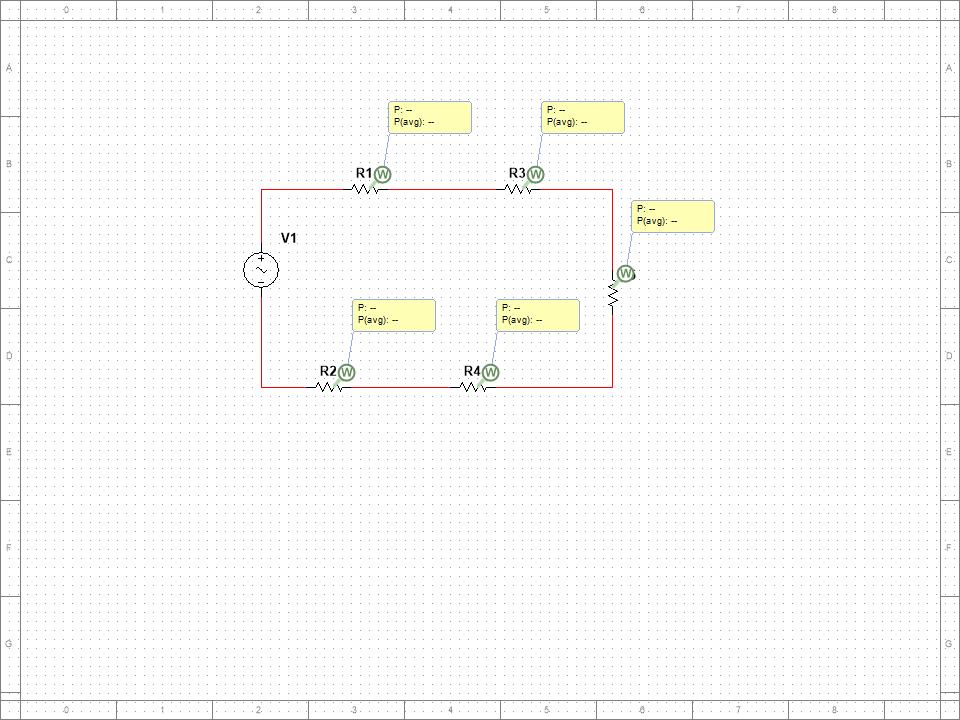 0 1 2 3 4 5 6 7 8
A A
P: -- P: --
P(avg): -- P(avg): --
B B
R1 W R3 W
P: --
P(avg): --
V1
C C
W
P: -- P: --
P(avg): -- P(avg): --
D D
R2 W R4 W
E E
F F
G G
0 1 2 3 4 5 6 7 8